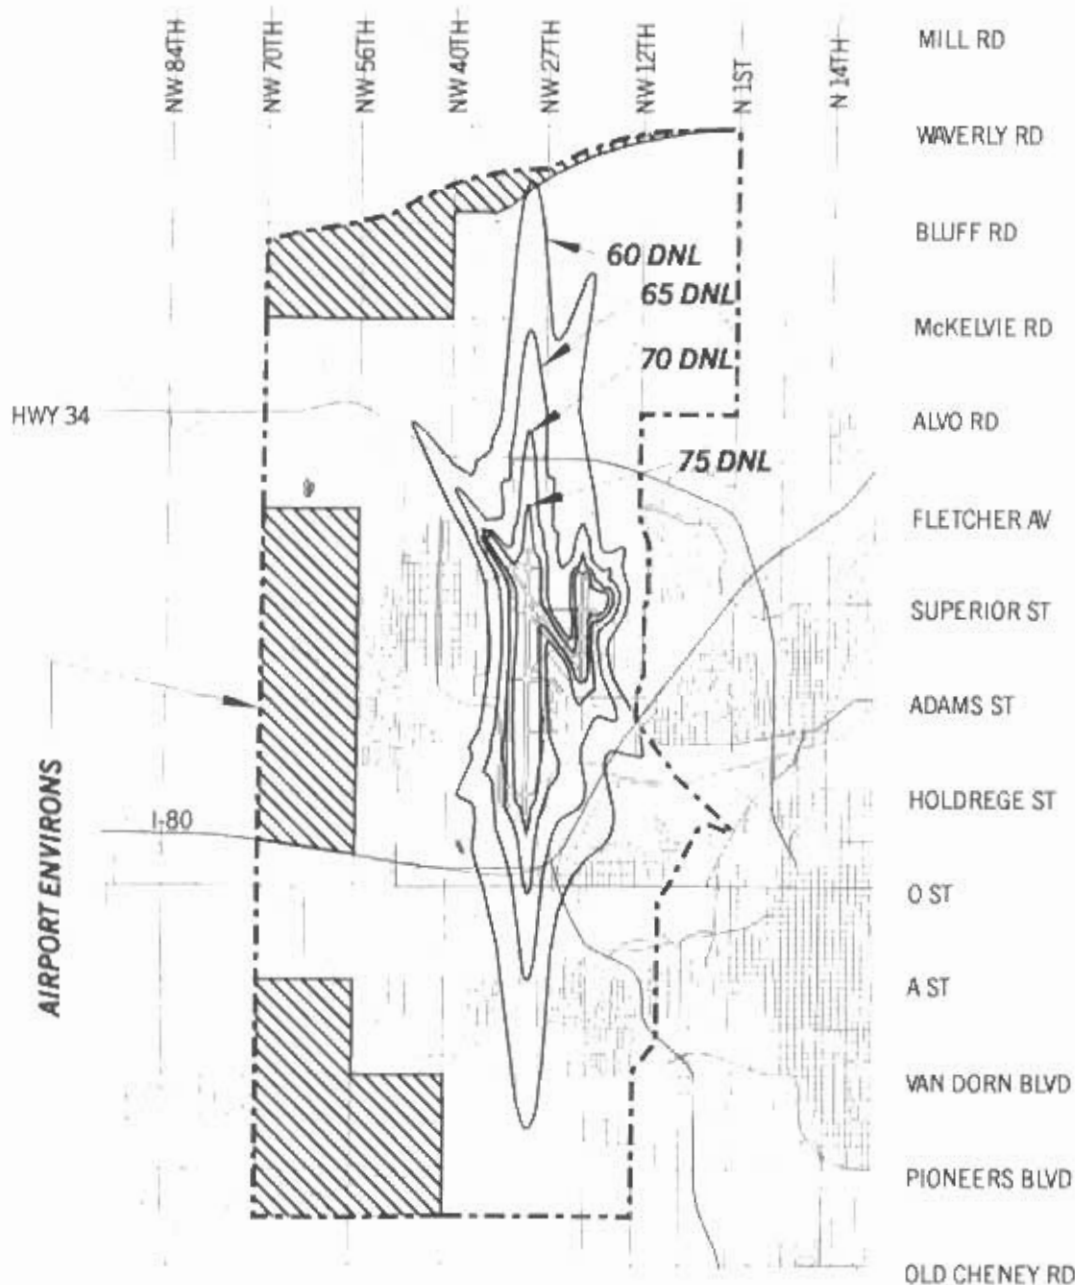 NW 84TH
NW 70TH
NW 56TH
NW 40TH
NW 27TH
NW 12TH
N 1ST
N 14TH
MILL RD
WAVERLY RD
BLUFF RD
McKELVIE RD
ALVO RD
FLETCHER AV
SUPERIOR ST
ADAMS ST
HOLDREGE ST
O ST
A ST
VAN DORN BLVD
PIONEERS BLVD
OLD CHENEY RD
60 DNL
65 DNL
70 DNL
75 DNL
HWY 34
I-80
AIRPORT ENVIRONS